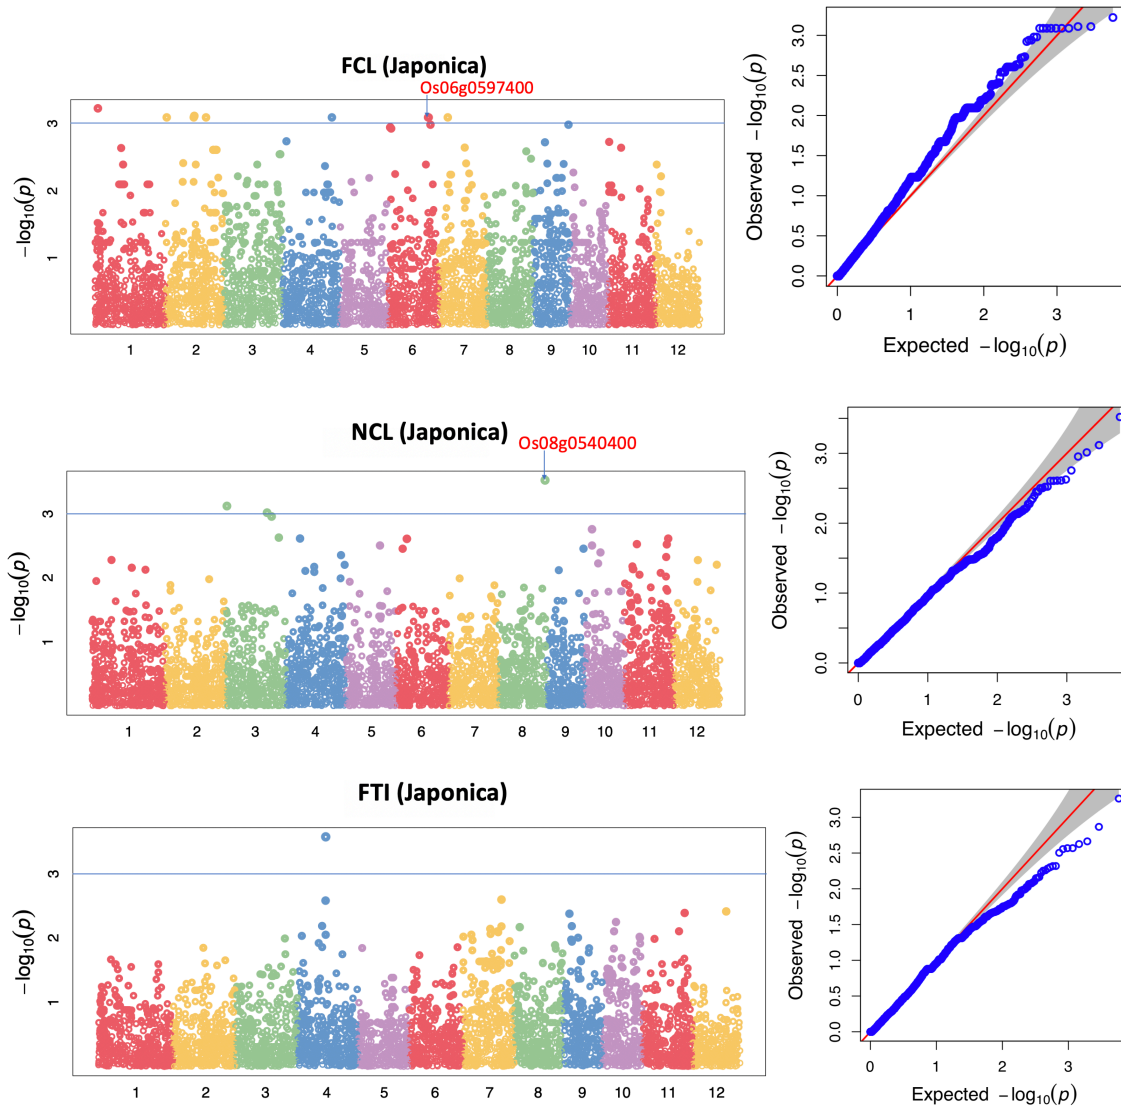 FCL (Japonica)
Os06g0597400
3
2
1
−log₁₀(p)
1 2 3 4 5 6 7 8 9 10 11 12
3.0
2.5
2.0
1.5
1.0
0.5
0.0
Observed −log₁₀(p)
0 1 2 3
Expected −log₁₀(p)
NCL (Japonica)
Os08g0540400
3
2
1
−log₁₀(p)
1 2 3 4 5 6 7 8 9 10 11 12
3.0
2.0
1.0
0.0
Observed −log₁₀(p)
0 1 2 3
Expected −log₁₀(p)
FTI (Japonica)
3
2
1
−log₁₀(p)
1 2 3 4 5 6 7 8 9 10 11 12
3.0
2.5
2.0
1.5
1.0
0.5
0.0
Observed −log₁₀(p)
0 1 2 3
Expected −log₁₀(p)